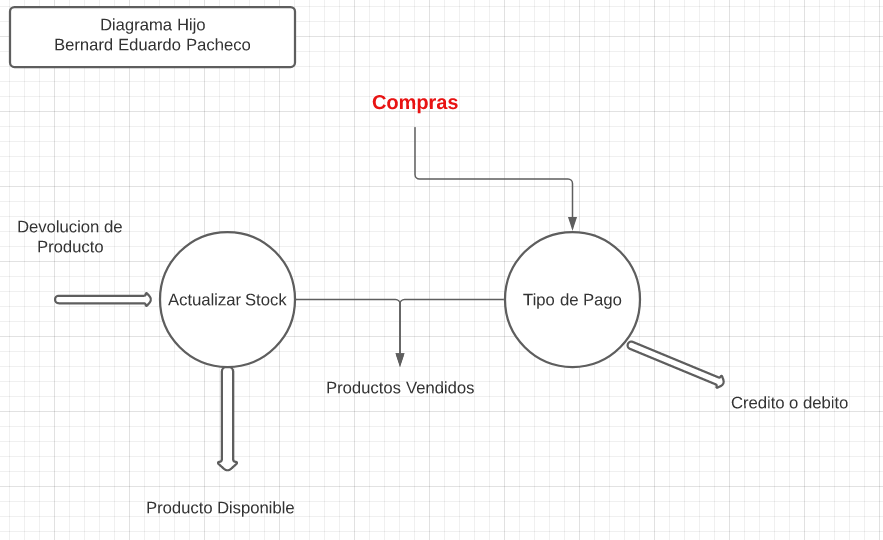 Diagrama Hijo
Bernard Eduardo Pacheco
Compras
Devolucion de
Producto
Actualizar Stock
Tipo de Pago
Productos Vendidos
Credito o debito
Producto Disponible